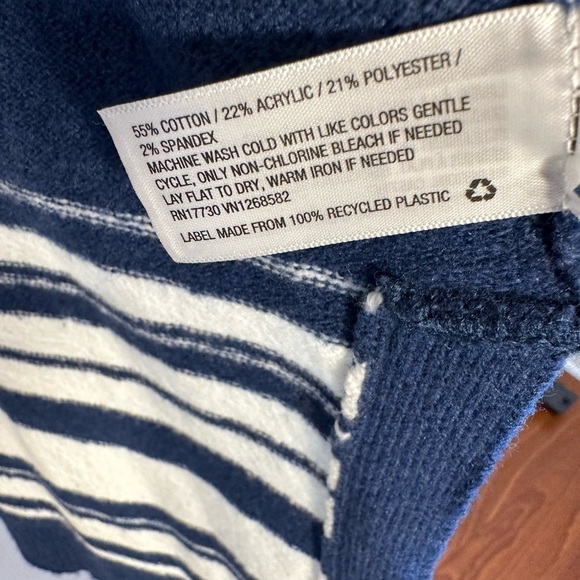 55% COTTON / 22% ACRYLIC / 21% POLYESTER /
2% SPANDEX
MACHINE WASH COLD WITH LIKE COLORS GENTLE
CYCLE, ONLY NON-CHLORINE BLEACH IF NEEDED
LAY FLAT TO DRY, WARM IRON IF NEEDED
RN17730 VN1268582
LABEL MADE FROM 100% RECYCLED PLASTIC